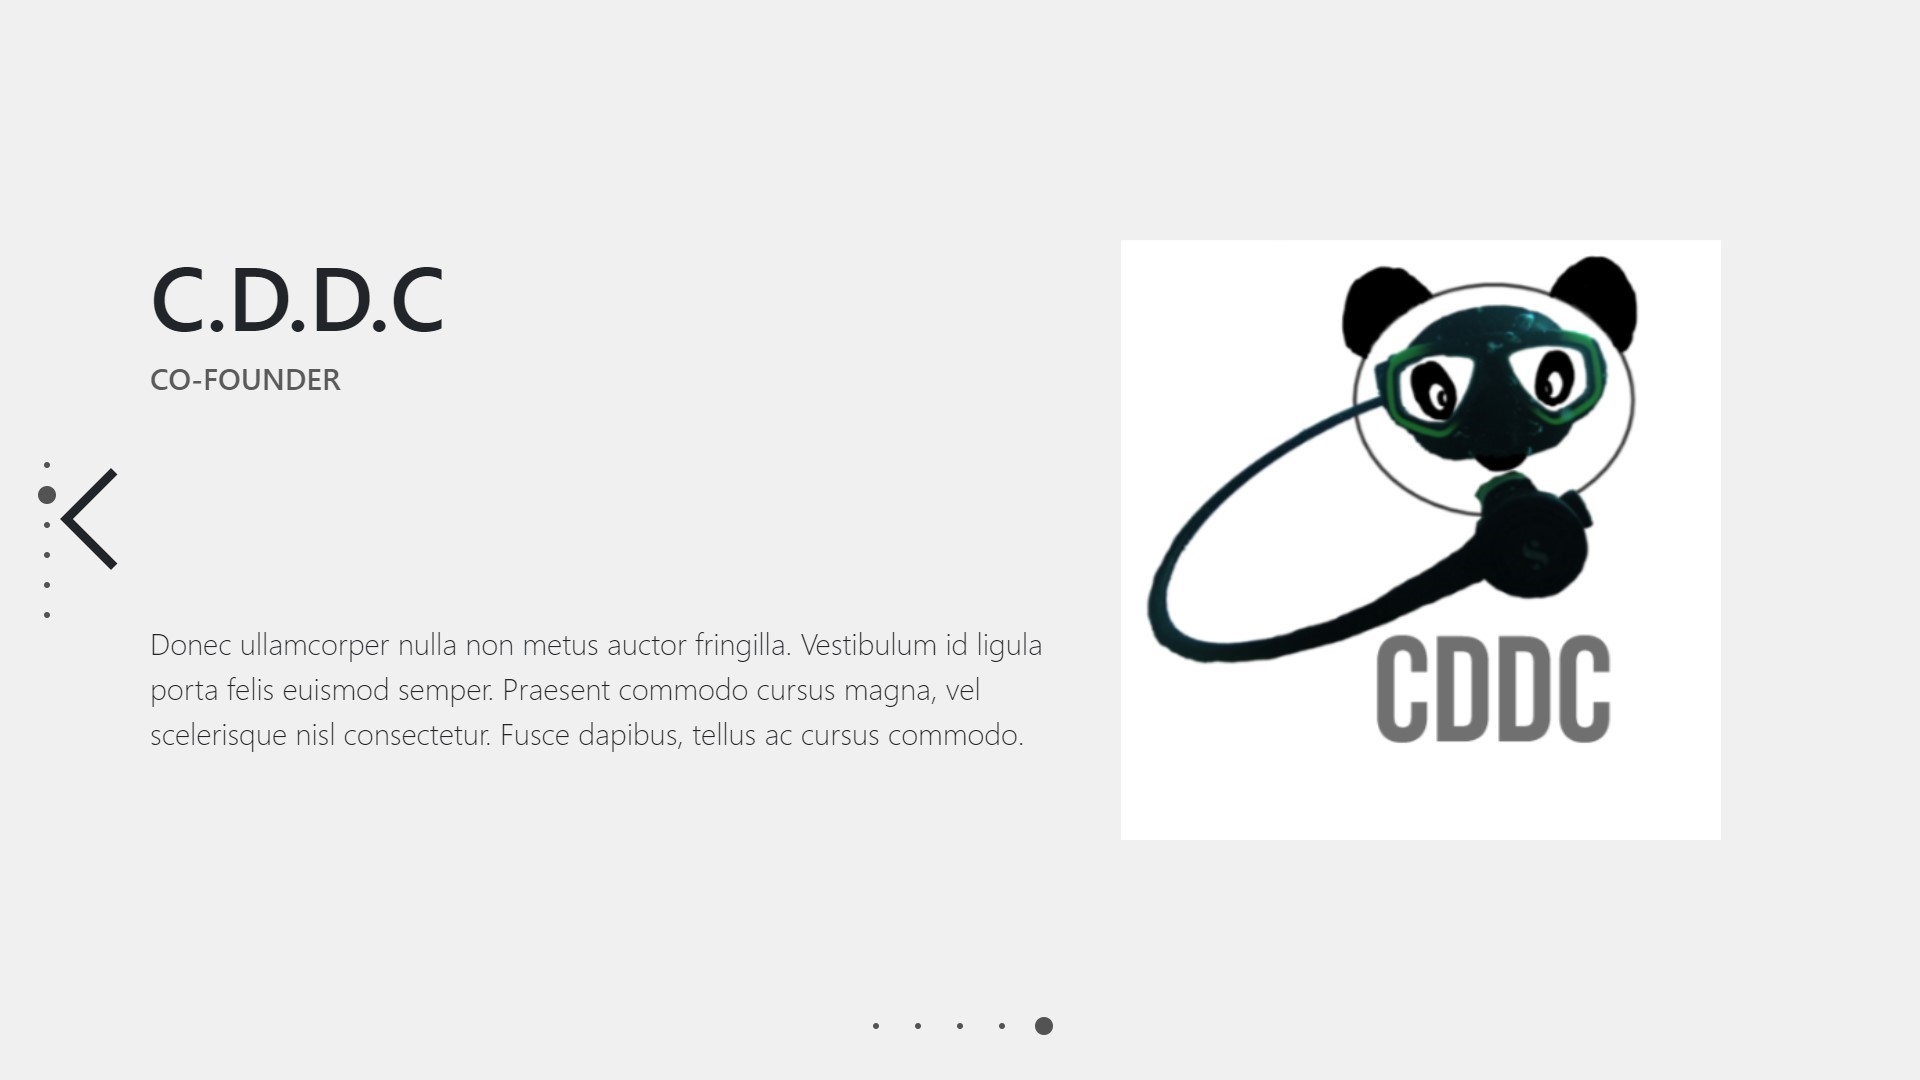 C.D.D.C
CO-FOUNDER
Donec ullamcorper nulla non metus auctor fringilla. Vestibulum id ligula
porta felis euismod semper. Praesent commodo cursus magna, vel
scelerisque nisl consectetur. Fusce dapibus, tellus ac cursus commodo.
CDDC